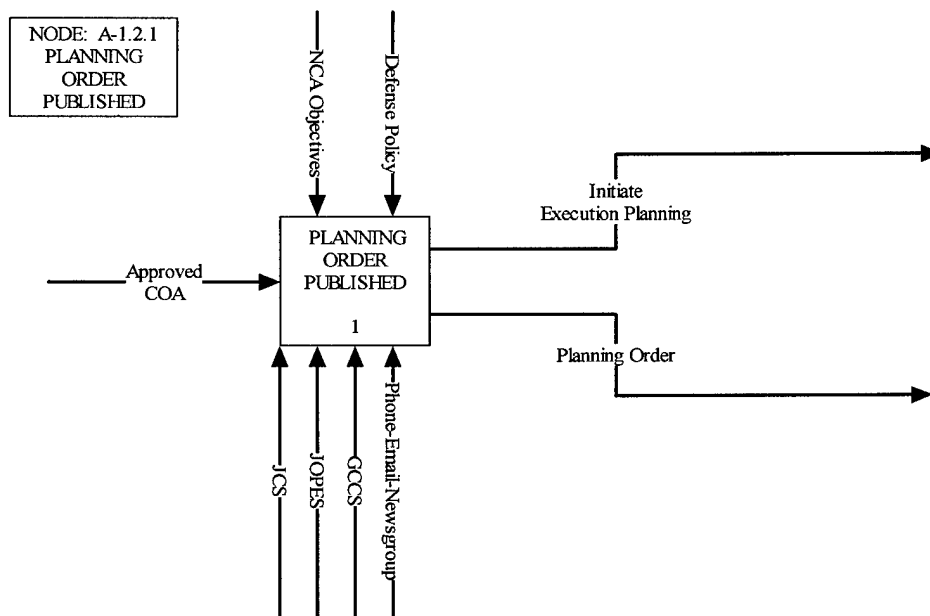 NODE: A-1.2.1
PLANNING
ORDER
PUBLISHED
NCA Objectives
Defense Policy
Initiate
Execution Planning
PLANNING
ORDER
PUBLISHED
1
Approved
COA
Planning Order
JCS
JOPES
GCCS
Phone-Email-Newsgroup